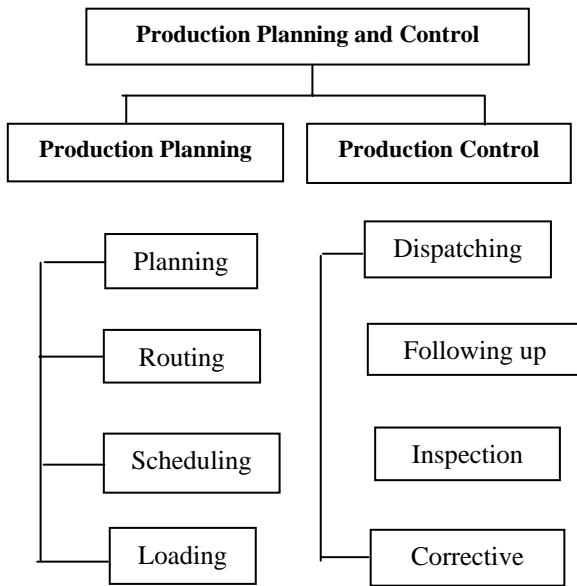 Production Planning and Control
Production Planning
Production Control
Planning
Routing
Scheduling
Loading
Dispatching
Following up
Inspection
Corrective